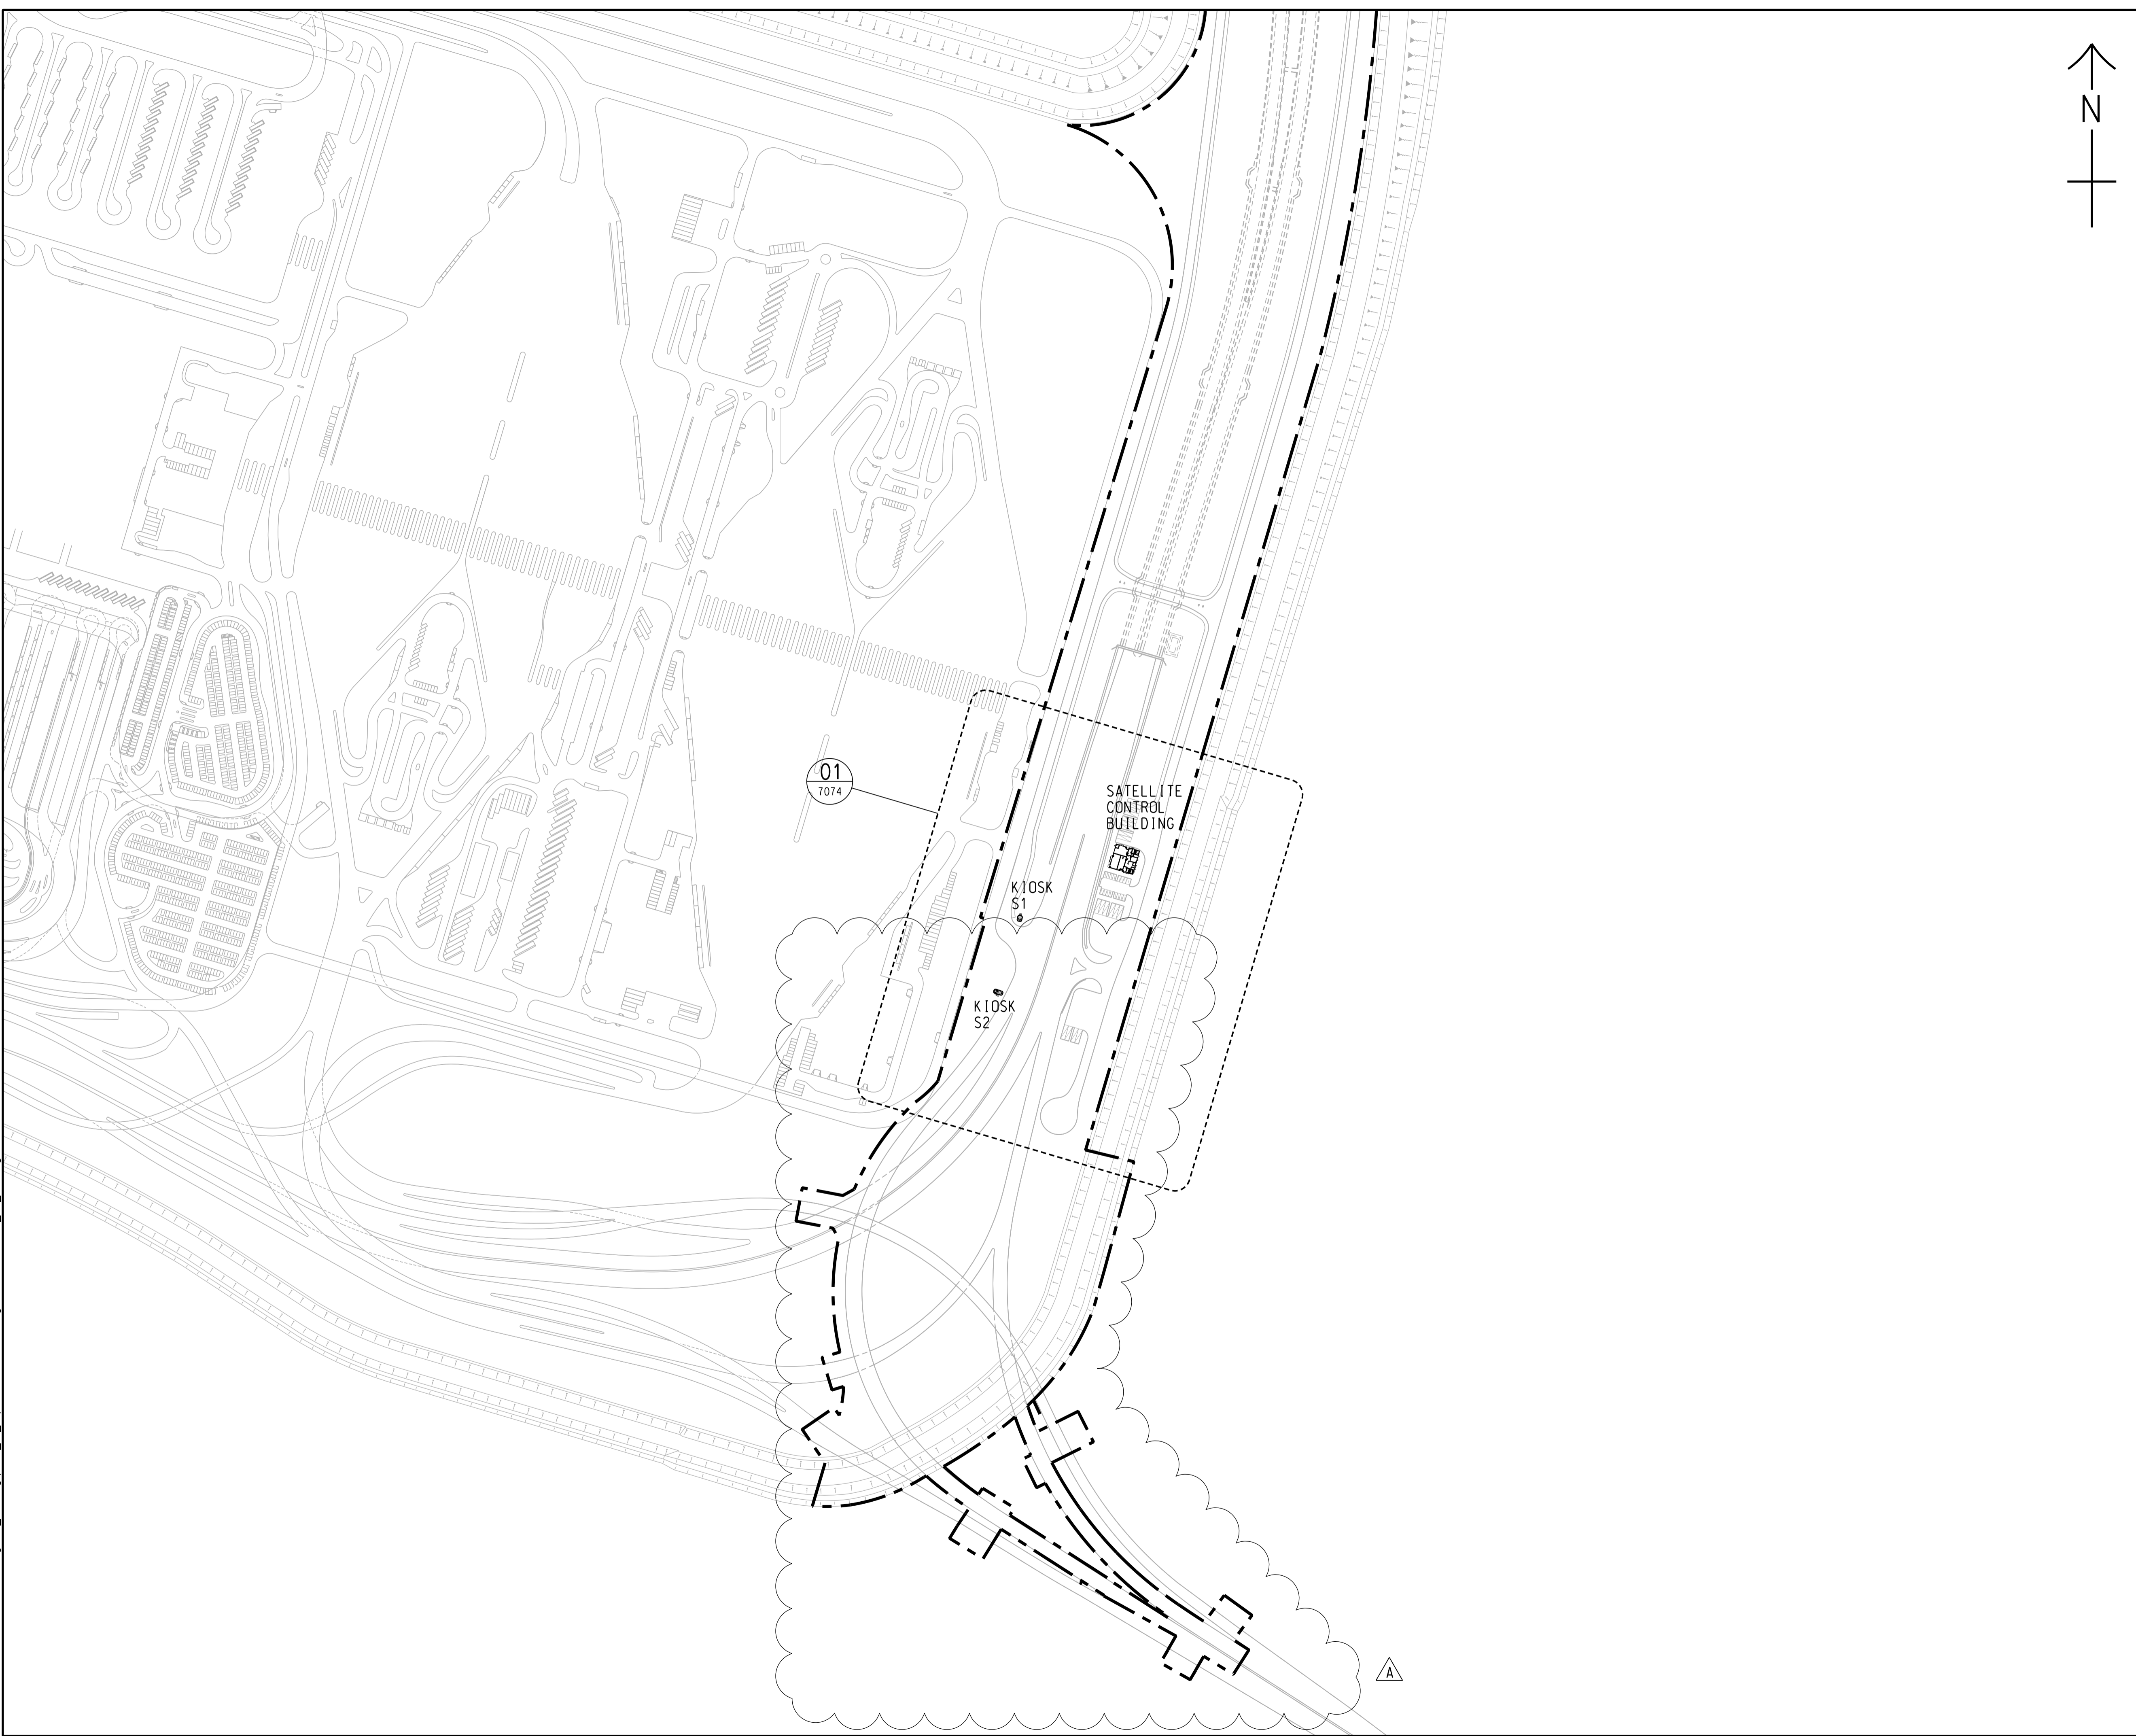 N
01
7074
SATELLITE
CONTROL
BUILDING
KIOSK
S1
KIOSK
S2
A